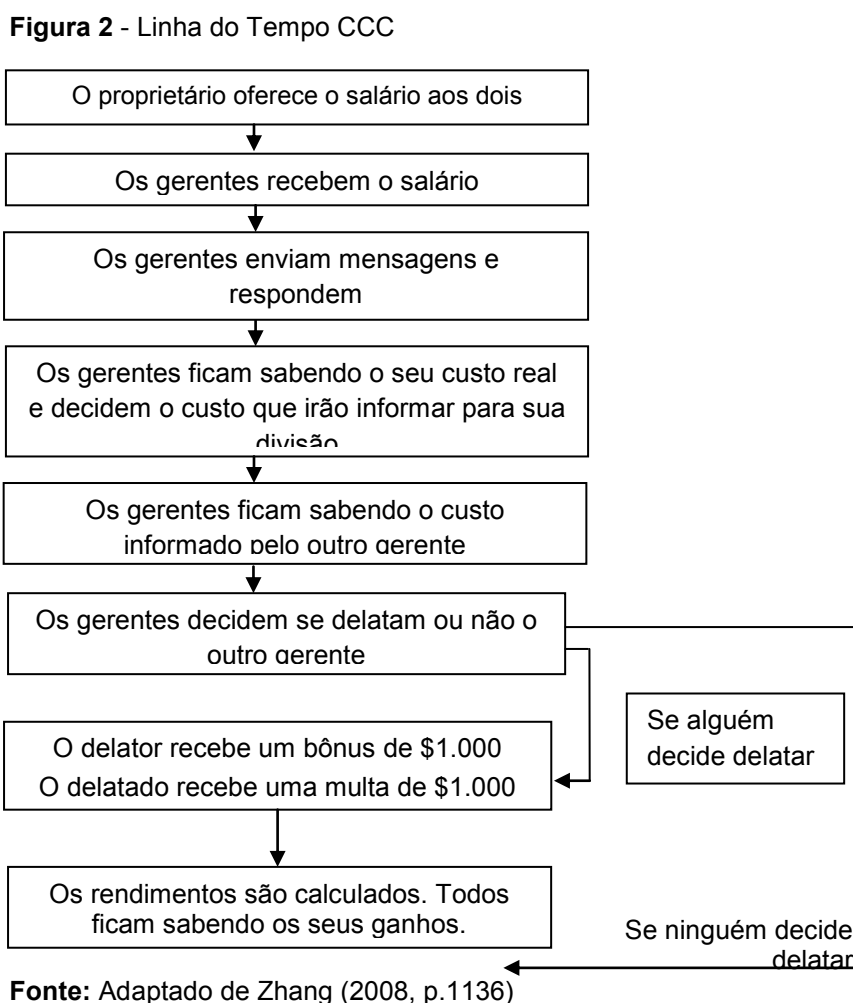 Figura 2 - Linha do Tempo CCC
O proprietário oferece o salário aos dois
Os gerentes recebem o salário
Os gerentes enviam mensagens e
respondem
Os gerentes ficam sabendo o seu custo real
e decidem o custo que irão informar para sua
divisão
Os gerentes ficam sabendo o custo
informado pelo outro gerente
Os gerentes decidem se delatam ou não o
outro gerente
Se alguém
decide delatar
O delator recebe um bônus de $1.000
O delatado recebe uma multa de $1.000
Os rendimentos são calculados. Todos
ficam sabendo os seus ganhos.
Se ninguém decide
delatar
Fonte: Adaptado de Zhang (2008, p.1136)